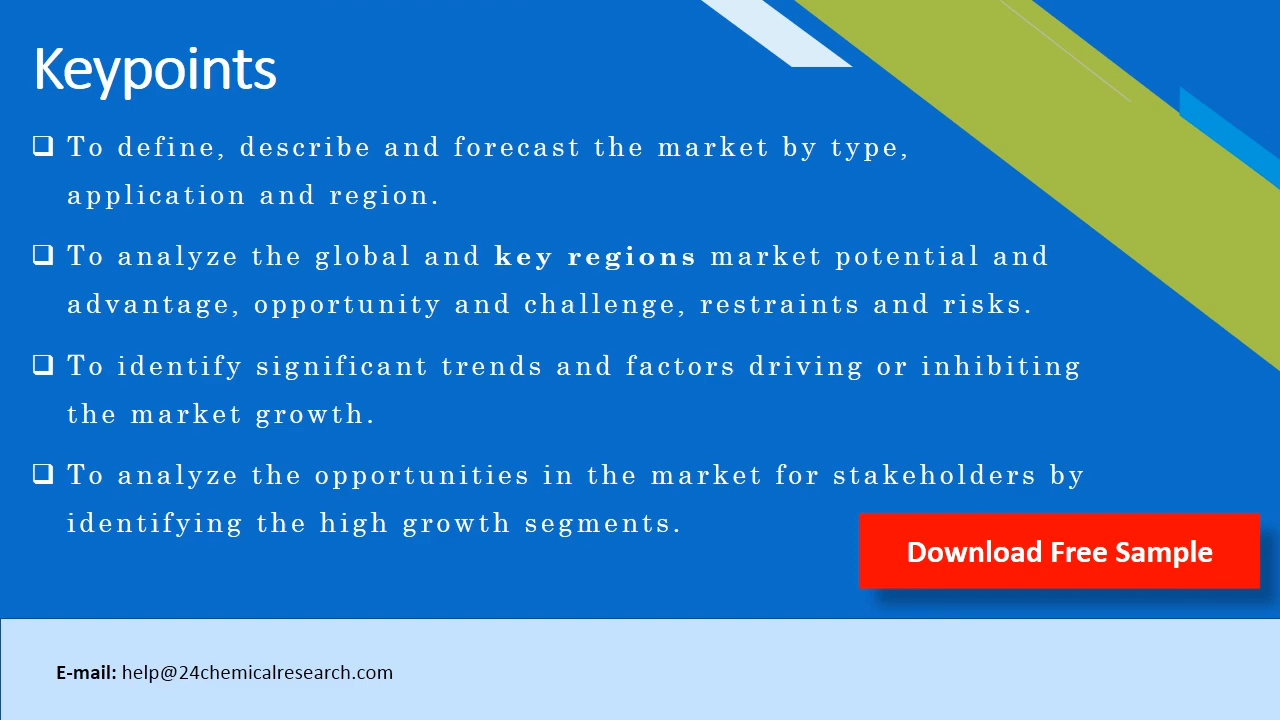 Keypoints
❑ To define, describe and forecast the market by type,
application and region.
❑ To analyze the global and key regions market potential and
advantage, opportunity and challenge, restraints and risks.
❑ To identify significant trends and factors driving or inhibiting
the market growth.
❑ To analyze the opportunities in the market for stakeholders by
identifying the high growth segments.
Download Free Sample
E-mail: help@24chemicalresearch.com